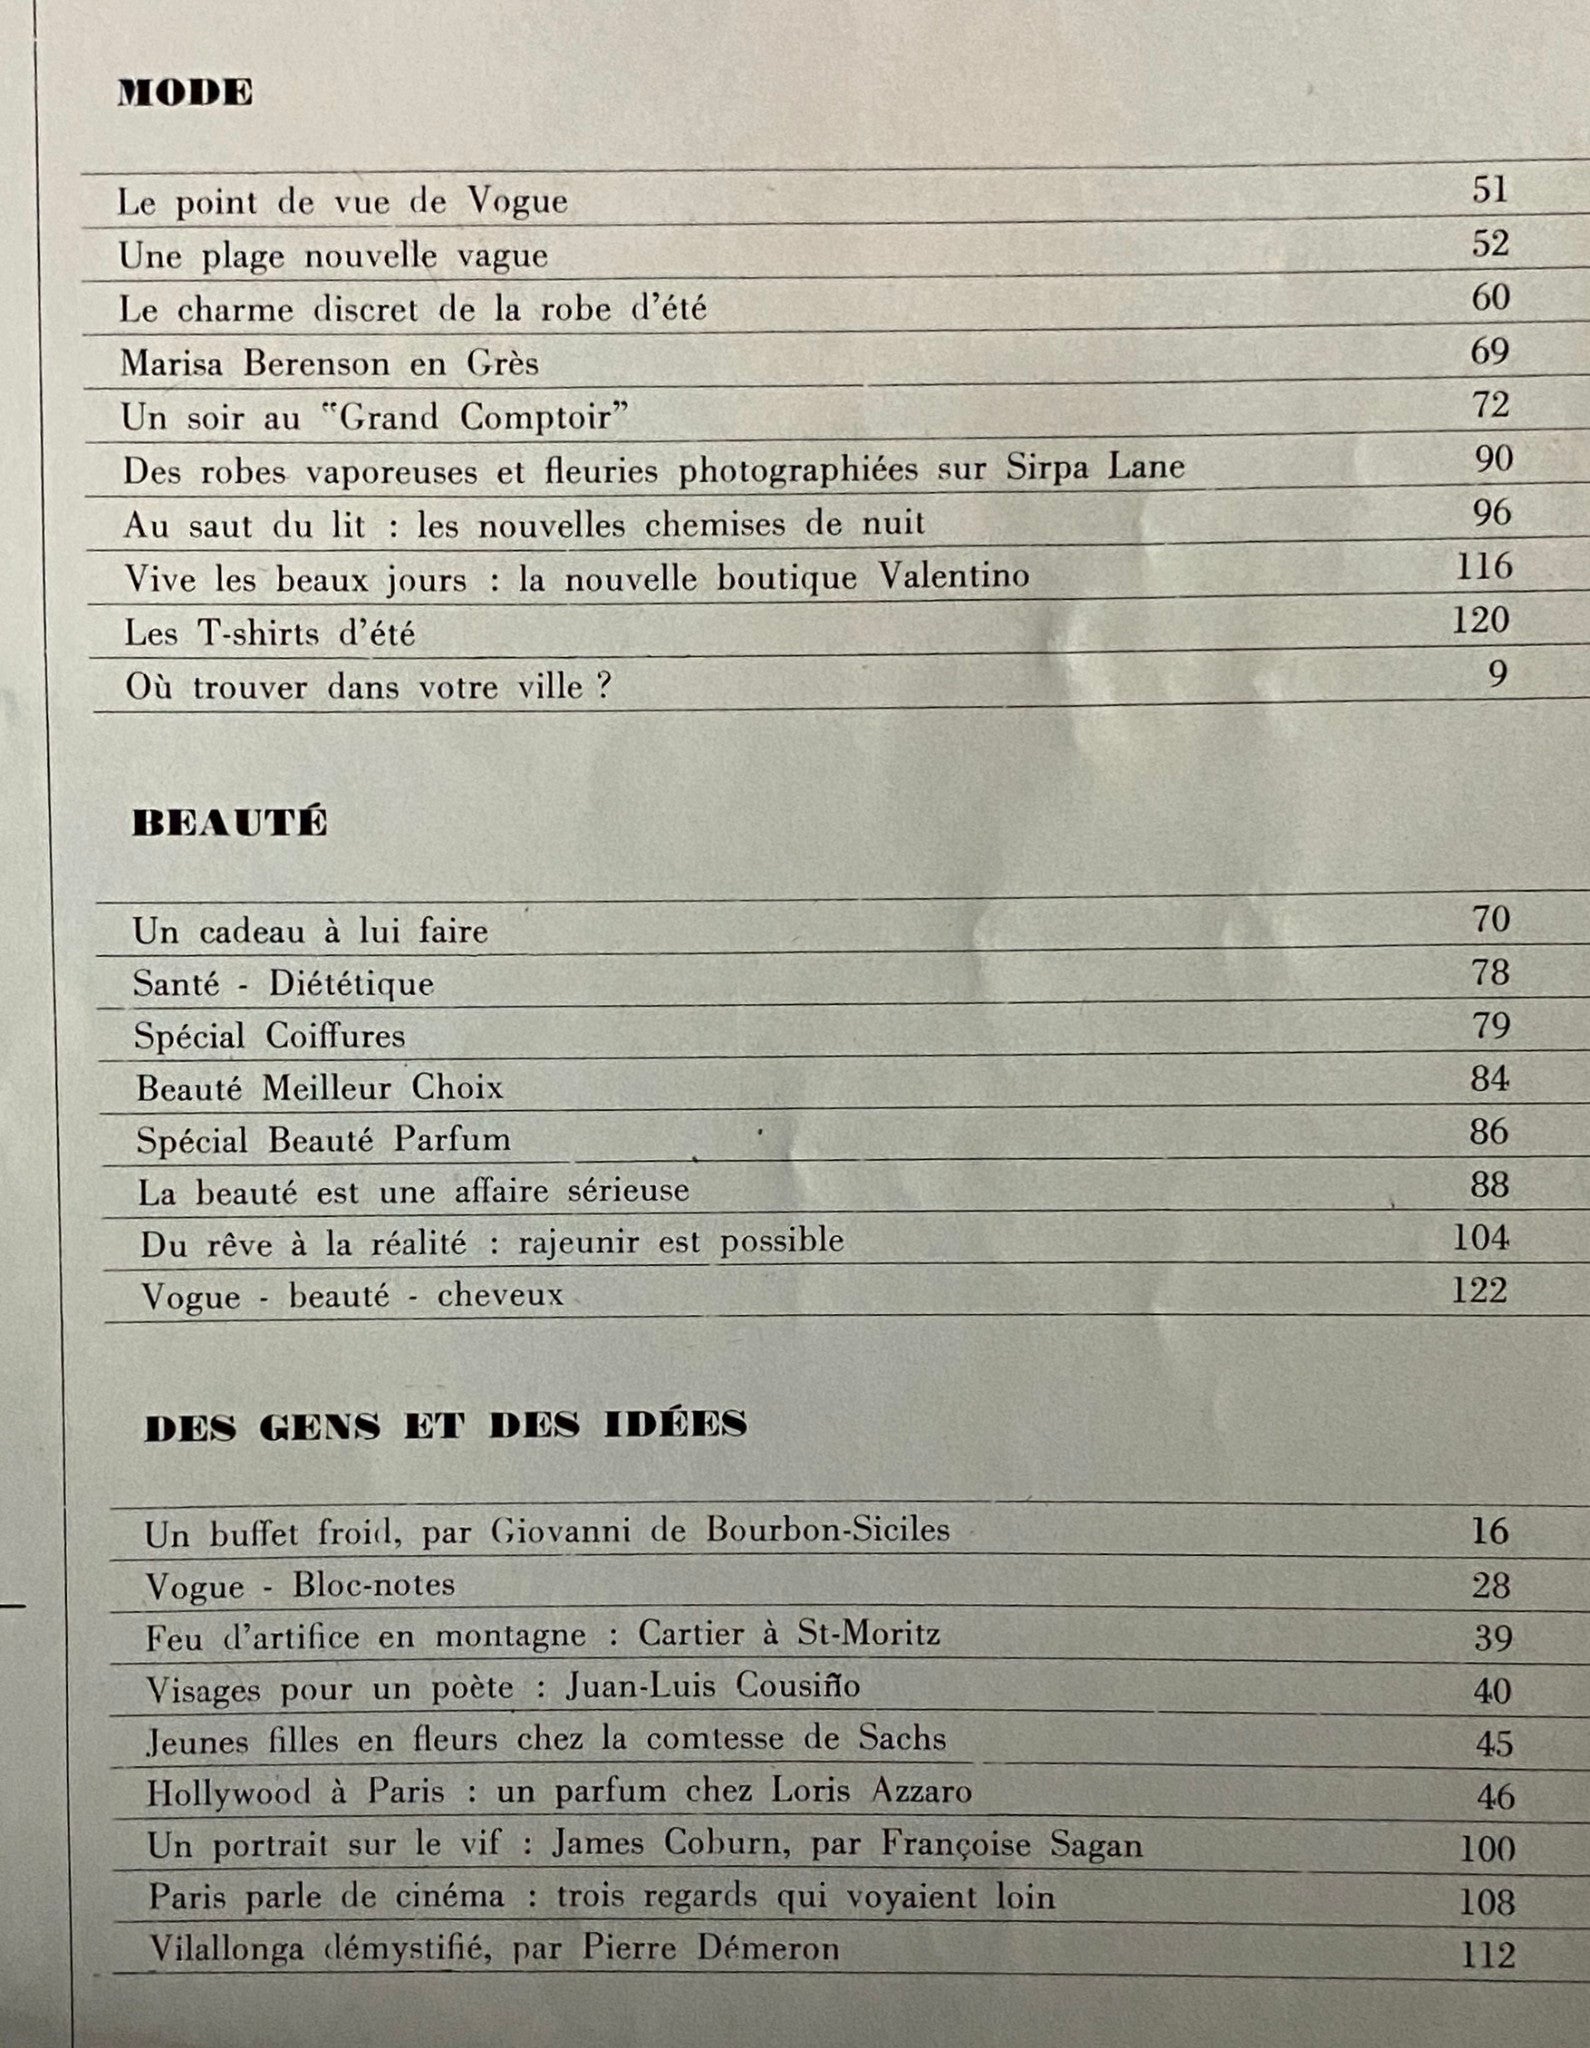 MODE
Le point de vue de Vogue 51
Une plage nouvelle vague 52
Le charme discret de la robe d'été 60
Marisa Berenson en Grès 69
Un soir au "Grand Comptoir" 72
Des robes vaporeuses et fleuries photographiées sur Sirpa Lane 90
Au saut du lit : les nouvelles chemises de nuit 96
Vive les beaux jours : la nouvelle boutique Valentino 116
Les T-shirts d'été 120
Où trouver dans votre ville ? 9
BEAUTÉ
Un cadeau à lui faire 70
Santé - Diététique 78
Spécial Coiffures 79
Beauté Meilleur Choix 84
Spécial Beauté Parfum 86
La beauté est une affaire sérieuse 88
Du rêve à la réalité : rajeunir est possible 104
Vogue - beauté - cheveux 122
DES GENS ET DES IDÉES
Un buffet froid, par Giovanni de Bourbon-Siciles 16
Vogue - Bloc-notes 28
Feu d'artifice en montagne : Cartier à St-Moritz 39
Visages pour un poète : Juan-Luis Cousiño 40
Jeunes filles en fleurs chez la comtesse de Sachs 45
Hollywood à Paris : un parfum chez Loris Azzaro 46
Un portrait sur le vif : James Coburn, par Françoise Sagan 100
Paris parle de cinéma : trois regards qui voyaient loin 108
Vilallonga démystifié, par Pierre Démeron 112